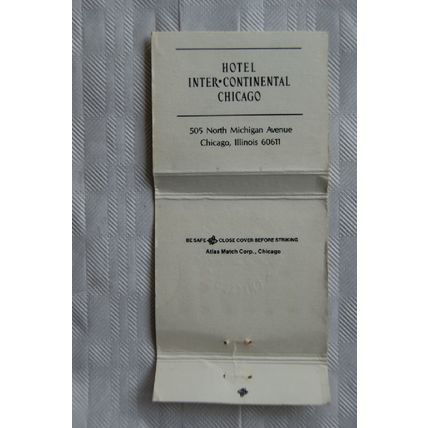 HOTEL
INTER•CONTINENTAL
CHICAGO
505 North Michigan Avenue
Chicago, Illinois 60611
BE SAFE CLOSE COVER BEFORE STRIKING
Atlas Match Corp., Chicago